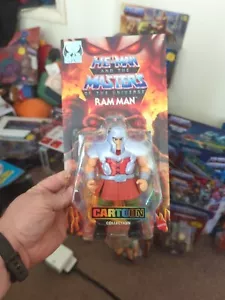 HE-MAN
AND THE
MASTERS
OF THE UNIVERSE
RAM MAN
CARTOON
COLLECTION